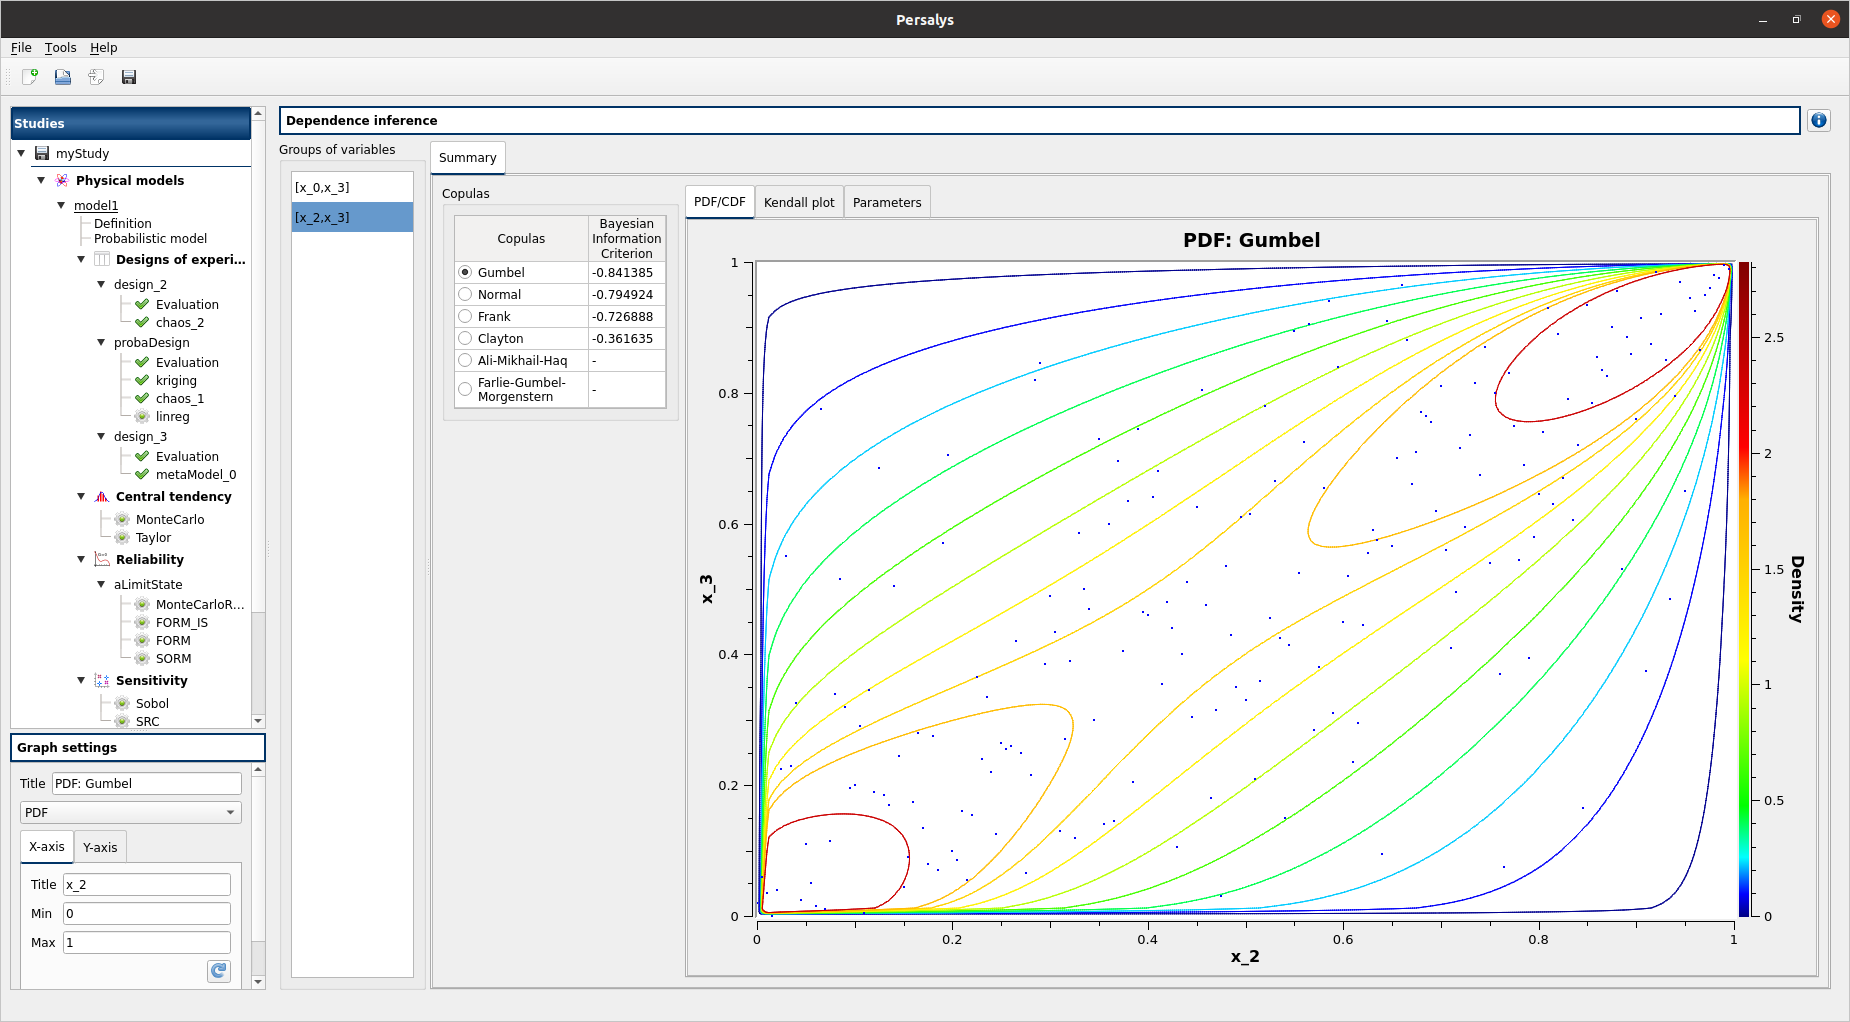 Persalys
File Tools Help
Studies
myStudy
Physical models
model1
Definition
Probabilistic model
Designs of experi...
design_2
Evaluation
chaos_2
probaDesign
Evaluation
kriging
chaos_1
linreg
design_3
Evaluation
metaModel_0
Central tendency
MonteCarlo
Taylor
Reliability
aLimitState
MonteCarloR...
FORM_IS
FORM
SORM
Sensitivity
Sobol
SRC
Graph settings
Title PDF: Gumbel
PDF
X-axis Y-axis
Title x_2
Min 0
Max 1
Dependence inference
Groups of variables
[x_0,x_3]
[x_2,x_3]
Summary
Copulas
Copulas Bayesian Information Criterion
Gumbel -0.841385
Normal -0.794924
Frank -0.726888
Clayton -0.361635
Ali-Mikhail-Haq -
Farlie-Gumbel-
Morgenstern -
PDF/CDF Kendall plot Parameters
PDF: Gumbel
1
0.8
0.6
0.4
0.2
0
x_3
0 0.2 0.4 0.6 0.8 1
x_2
2.5
2
1.5
1
0.5
0
Density